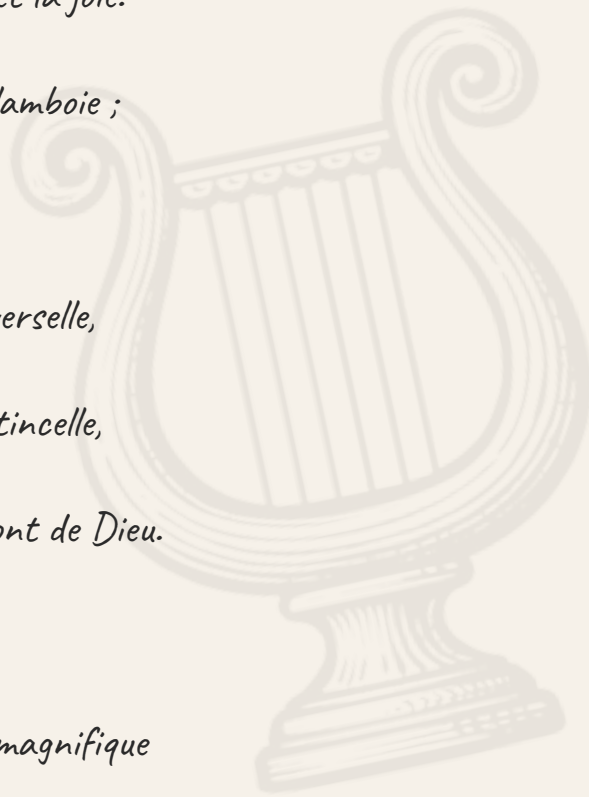 et la joie.
lamboie ;
erselle,
tincelle,
ont de Dieu.
magnifique